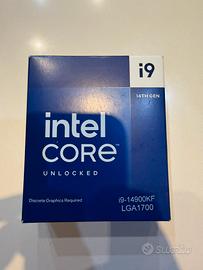 i9
14TH GEN
intel
CORE
UNLOCKED
i9-14900KF
Discrete Graphics Required
LGA1700
subito